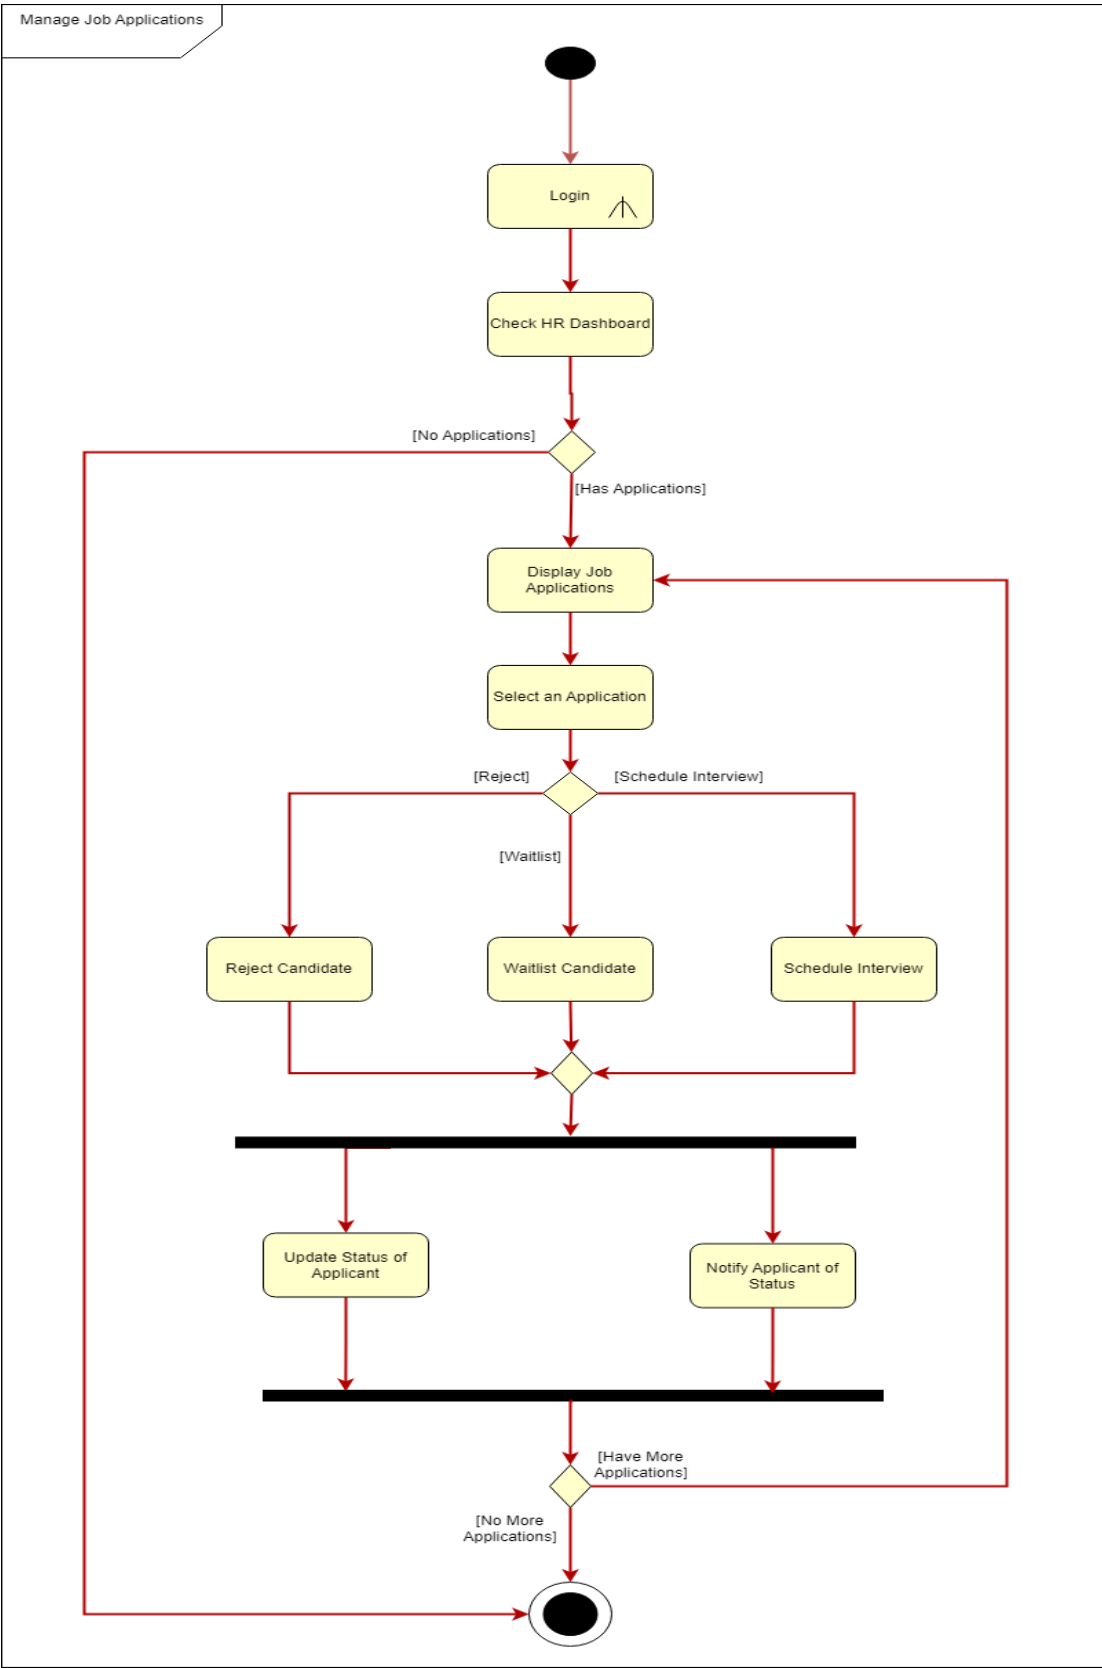 Manage Job Applications
Login
Check HR Dashboard
[No Applications]
[Has Applications]
Display Job
Applications
Select an Application
[Reject]
[Schedule Interview]
[Waitlist]
Reject Candidate
Waitlist Candidate
Schedule Interview
Update Status of
Applicant
Notify Applicant of
Status
[Have More
Applications]
[No More
Applications]